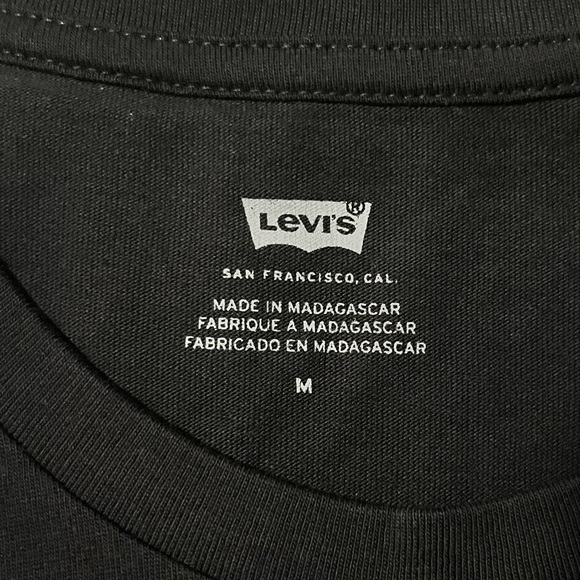 Levi's®
SAN FRANCISCO, CAL.
MADE IN MADAGASCAR
FABRIQUE A MADAGASCAR
FABRICADO EN MADAGASCAR
M